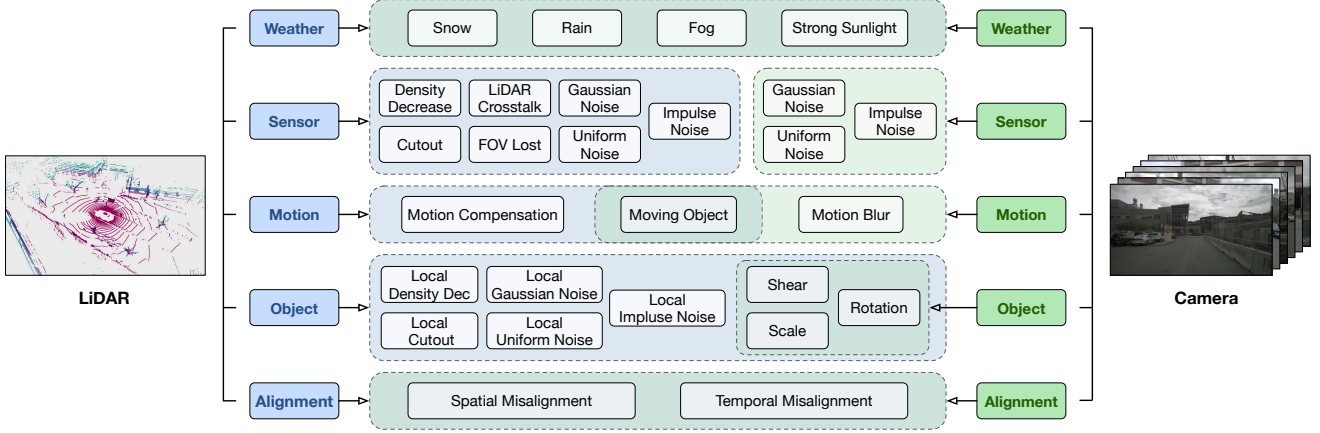 Weather
Snow
Rain
Fog
Strong Sunlight
Weather
Sensor
Density
Decrease
LiDAR
Crosstalk
Gaussian
Noise
Impulse
Noise
Cutout
FOV Lost
Uniform
Noise
Gaussian
Noise
Impulse
Noise
Uniform
Noise
Sensor
Motion
Motion Compensation
Moving Object
Motion Blur
Motion
LiDAR
Camera
Object
Local
Density Dec
Local
Gaussian Noise
Local
Impluse Noise
Local
Cutout
Local
Uniform Noise
Shear
Rotation
Scale
Object
Alignment
Spatial Misalignment
Temporal Misalignment
Alignment